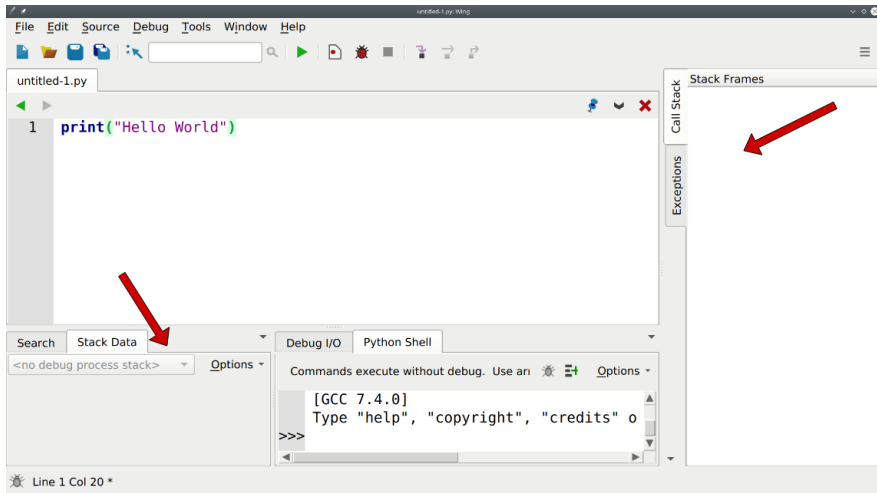 untitled-1.py: Wing
File Edit Source Debug Tools Window Help
untitled-1.py
1 print("Hello World")
Call Stack
Exceptions
Stack Frames
Search Stack Data
<no debug process stack> Options
Debug I/O Python Shell
Commands execute without debug. Use arı Options
[GCC 7.4.0]
Type "help", "copyright", "credits" o
>>>
Line 1 Col 20 *